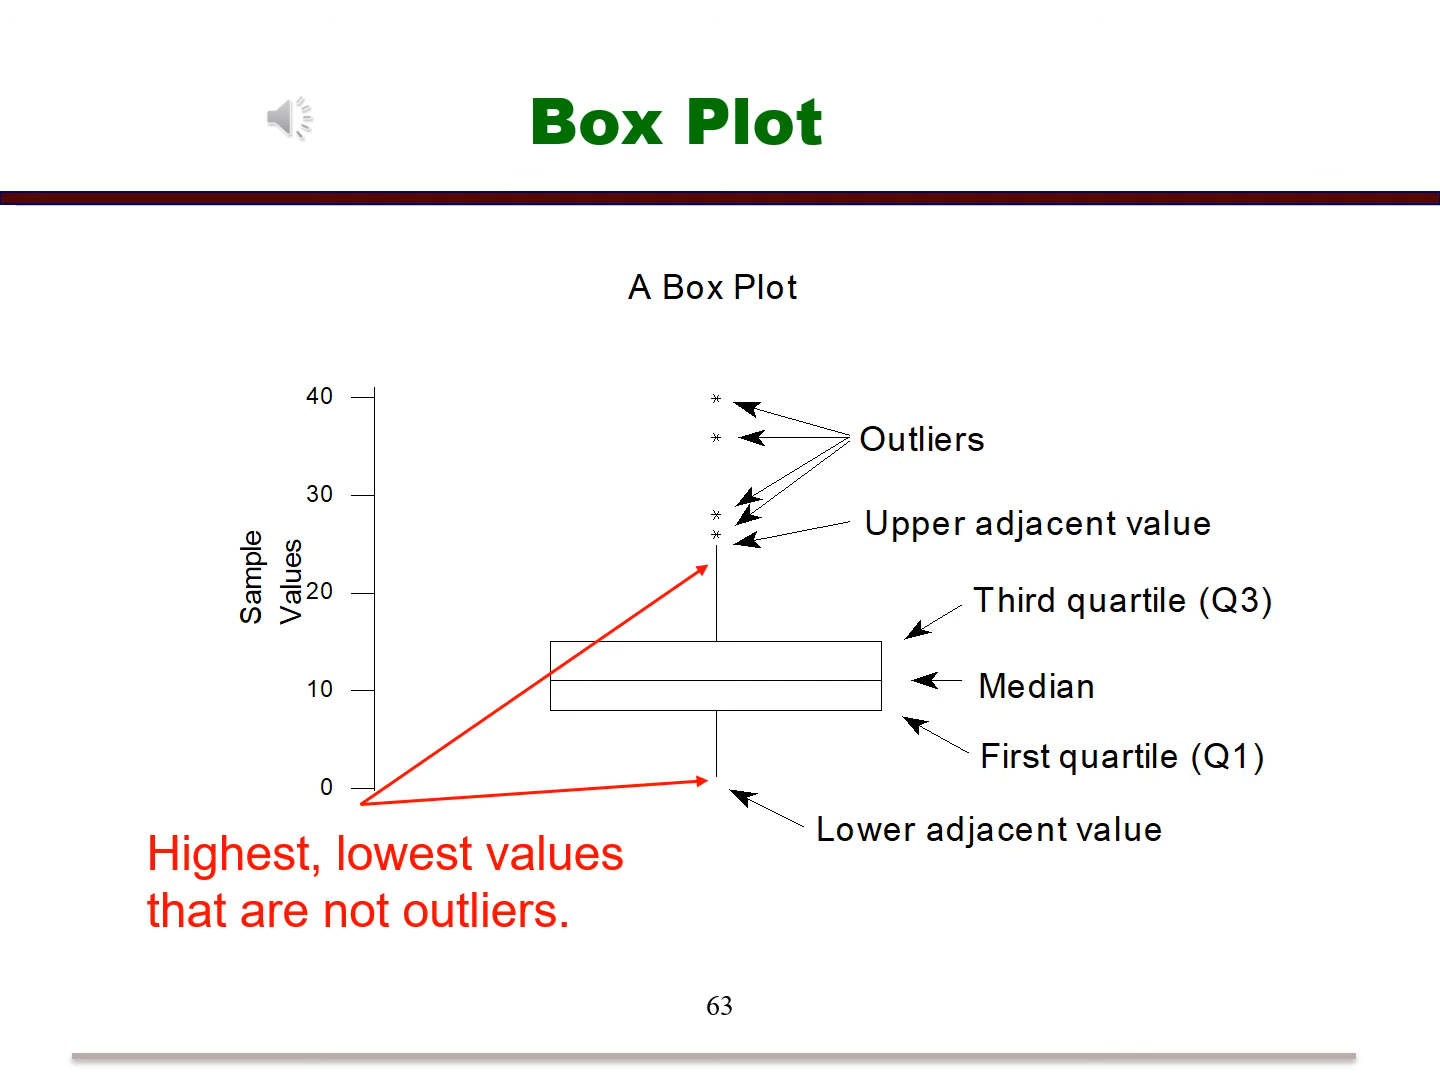 Box Plot
A Box Plot
40
30
20
10
0
Sample
Values
Outliers
Upper adjacent value
Third quartile (Q3)
Median
First quartile (Q1)
Lower adjacent value
Highest, lowest values
that are not outliers.
63